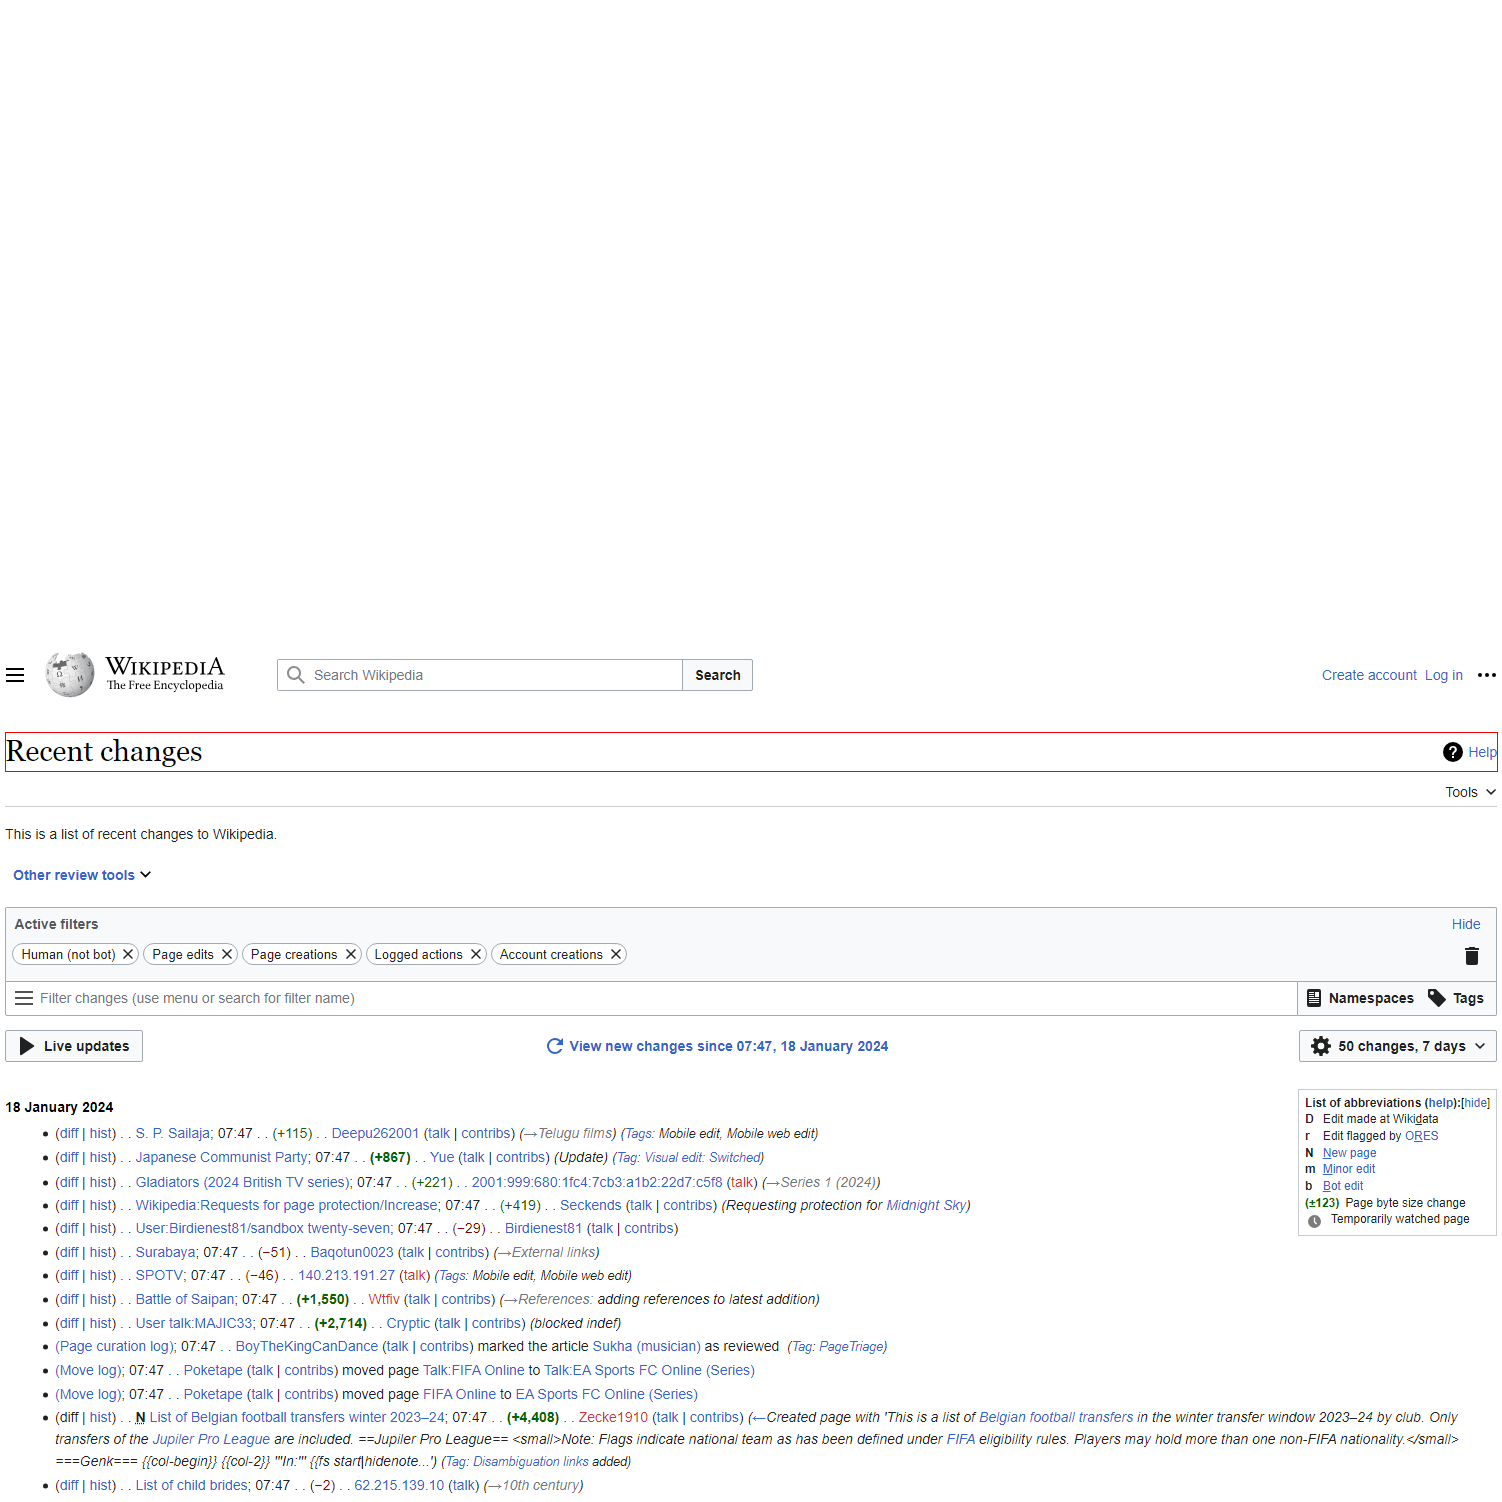 WIKIPEDIA
The Free Encyclopedia
Search Wikipedia Search
Create account Log in
Recent changes
Help
Tools
This is a list of recent changes to Wikipedia.
Other review tools
Active filters Hide
Human (not bot) Page edits Page creations Logged actions Account creations
Filter changes (use menu or search for filter name) Namespaces Tags
Live updates View new changes since 07:47, 18 January 2024 50 changes, 7 days
List of abbreviations (help):[hide]
D Edit made at Wikidata
r Edit flagged by ORES
N New page
m Minor edit
b Bot edit
(±123) Page byte size change
Temporarily watched page
18 January 2024
(diff | hist) . . S. P. Sailaja; 07:47 . . (+115) . . Deepu262001 (talk | contribs) (→Telugu films) (Tags: Mobile edit, Mobile web edit)
(diff | hist) . . Japanese Communist Party; 07:47 . . (+867) . . Yue (talk | contribs) (Update) (Tag: Visual edit: Switched)
(diff | hist) . . Gladiators (2024 British TV series); 07:47 . . (+221) . . 2001:999:680:1fc4:7cb3:a1b2:22d7:c5f8 (talk) (→Series 1 (2024))
(diff | hist) . . Wikipedia:Requests for page protection/Increase; 07:47 . . (+419) . . Seckends (talk | contribs) (Requesting protection for Midnight Sky)
(diff | hist) . . User:Birdienest81/sandbox twenty-seven; 07:47 . . (−29) . . Birdienest81 (talk | contribs)
(diff | hist) . . Surabaya; 07:47 . . (−51) . . Baqotun0023 (talk | contribs) (→External links)
(diff | hist) . . SPOTV; 07:47 . . (−46) . . 140.213.191.27 (talk) (Tags: Mobile edit, Mobile web edit)
(diff | hist) . . Battle of Saipan; 07:47 . . (+1,550) . . Wtfiv (talk | contribs) (→References: adding references to latest addition)
(diff | hist) . . User talk:MAJIC33; 07:47 . . (+2,714) . . Cryptic (talk | contribs) (blocked indef)
(Page curation log); 07:47 . . BoyTheKingCanDance (talk | contribs) marked the article Sukha (musician) as reviewed (Tag: PageTriage)
(Move log); 07:47 . . Poketape (talk | contribs) moved page Talk:FIFA Online to Talk:EA Sports FC Online (Series)
(Move log); 07:47 . . Poketape (talk | contribs) moved page FIFA Online to EA Sports FC Online (Series)
(diff | hist) . . N List of Belgian football transfers winter 2023–24; 07:47 . . (+4,408) . . Zecke1910 (talk | contribs) (←Created page with 'This is a list of Belgian football transfers in the winter transfer window 2023–24 by club. Only
transfers of the Jupiler Pro League are included. ==Jupiler Pro League== <small>Note: Flags indicate national team as has been defined under FIFA eligibility rules. Players may hold more than one non-FIFA nationality.</small>
===Genk=== {{col-begin}} {{col-2}} '''In:''' {{fs start|hidenote...') (Tag: Disambiguation links added)
(diff | hist) . . List of child brides; 07:47 . . (−2) . . 62.215.139.10 (talk) (→10th century)